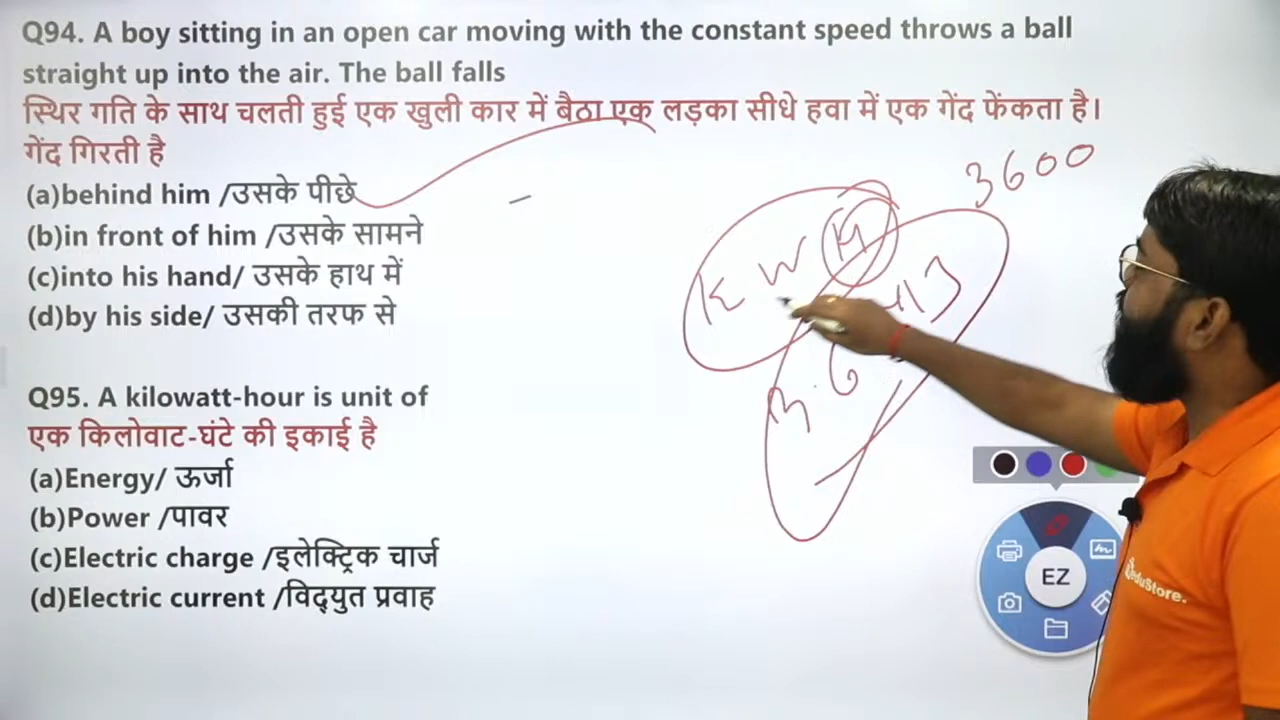 Q94. A boy sitting in an open car moving with the constant speed throws a ball
straight up into the air. The ball falls
स्थिर गति के साथ चलती हुई एक खुली कार में बैठा एक लड़का सीधे हवा में एक गेंद फेंकता है।
गेंद गिरती है
(a)behind him /उसके पीछे
(b)in front of him /उसके सामने
(c)into his hand/ उसके हाथ में
(d)by his side/ उसकी तरफ से
3600
K W H
3.6
Q95. A kilowatt-hour is unit of
एक किलोवाट-घंटे की इकाई है
(a)Energy/ ऊर्जा
(b)Power /पावर
(c)Electric charge /इलेक्ट्रिक चार्ज
(d)Electric current /विद्युत प्रवाह
EZ
eduStore.